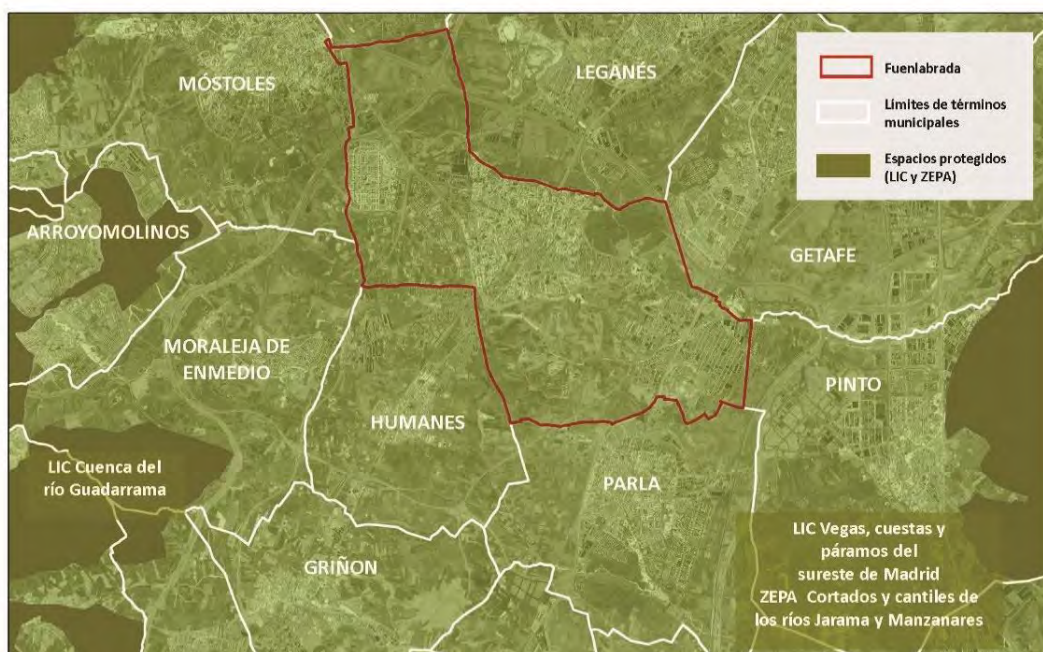 MÓSTOLES
LEGANÉS
Fuenlabrada
Límites de términos
municipales
Espacios protegidos
(LIC y ZEPA)
ARROYOMOLINOS
GETAFE
MORALEJA DE
ENMEDIO
PINTO
HUMANES
LIC Cuenca del
río Guadarrama
PARLA
GRIÑON
LIC Vegas, cuestas y
páramos del
sureste de Madrid
ZEPA Cortados y cantiles de
los ríos Jarama y Manzanares